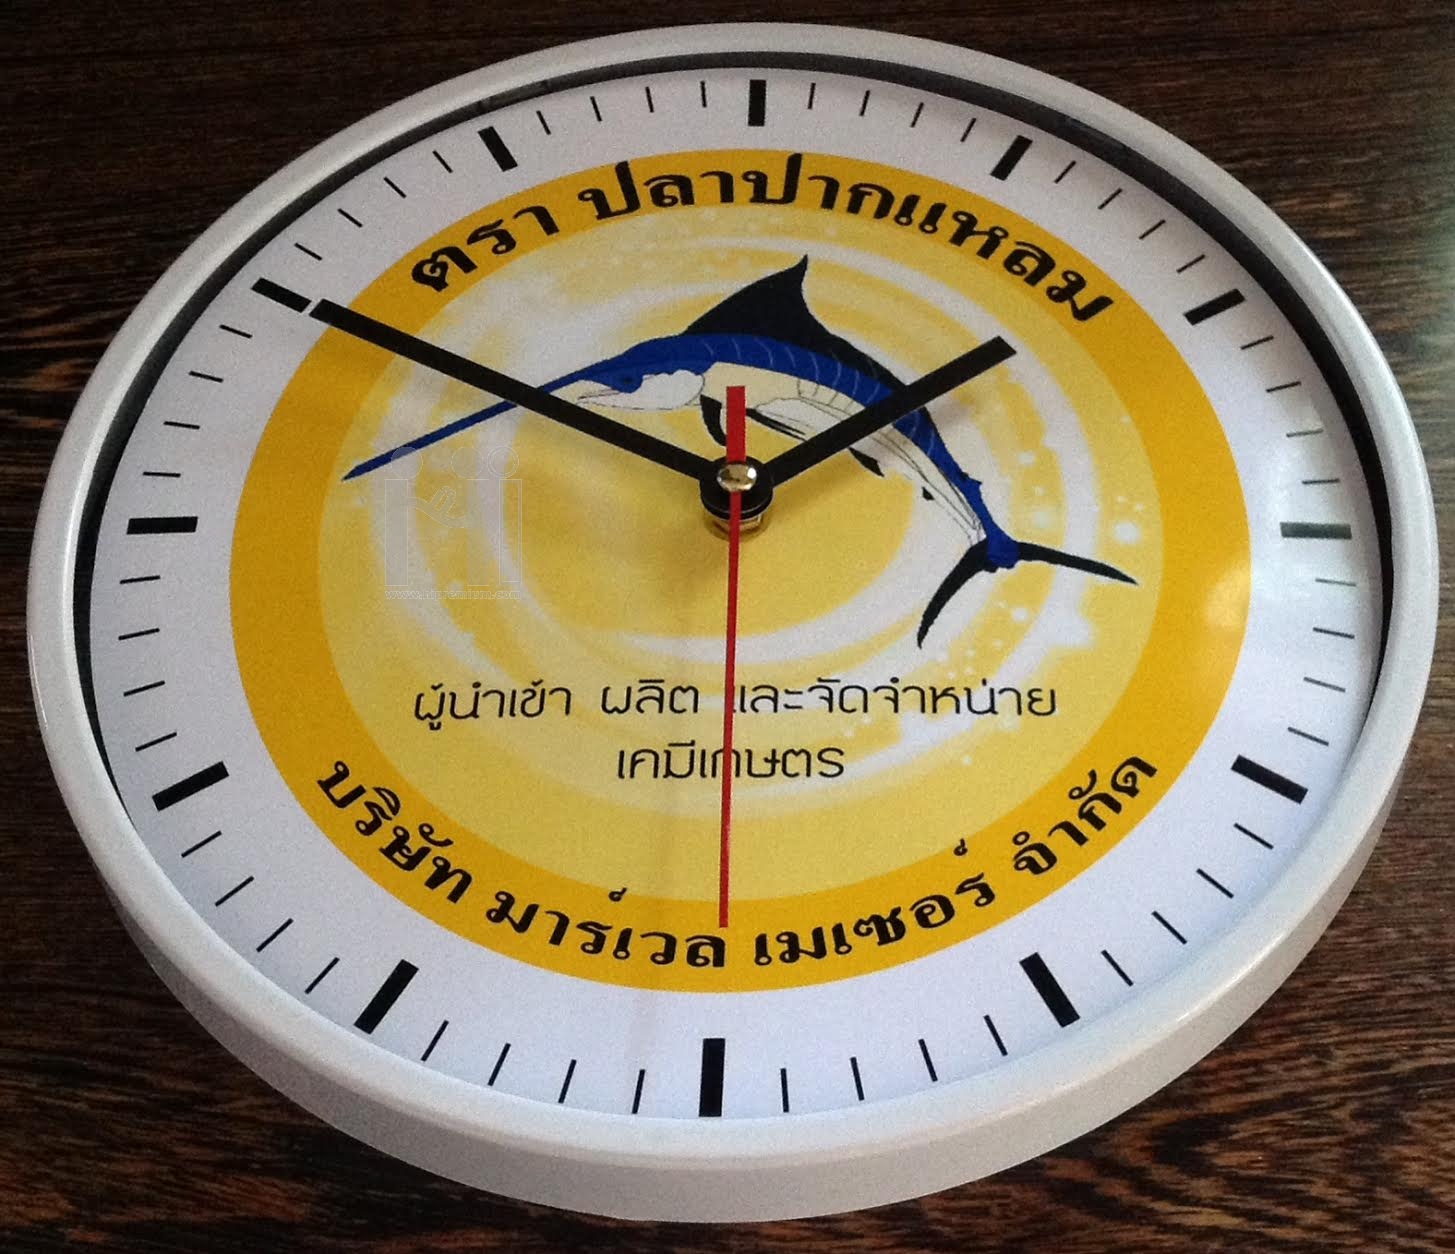 ตรา ปลาปากแหลม
www.hipremium.com
ผู้นำเข้า ผลิต และจัดจำหน่าย
เคมีเกษตร
บริษัท มาร์เวล เมเซอร์ จำกัด